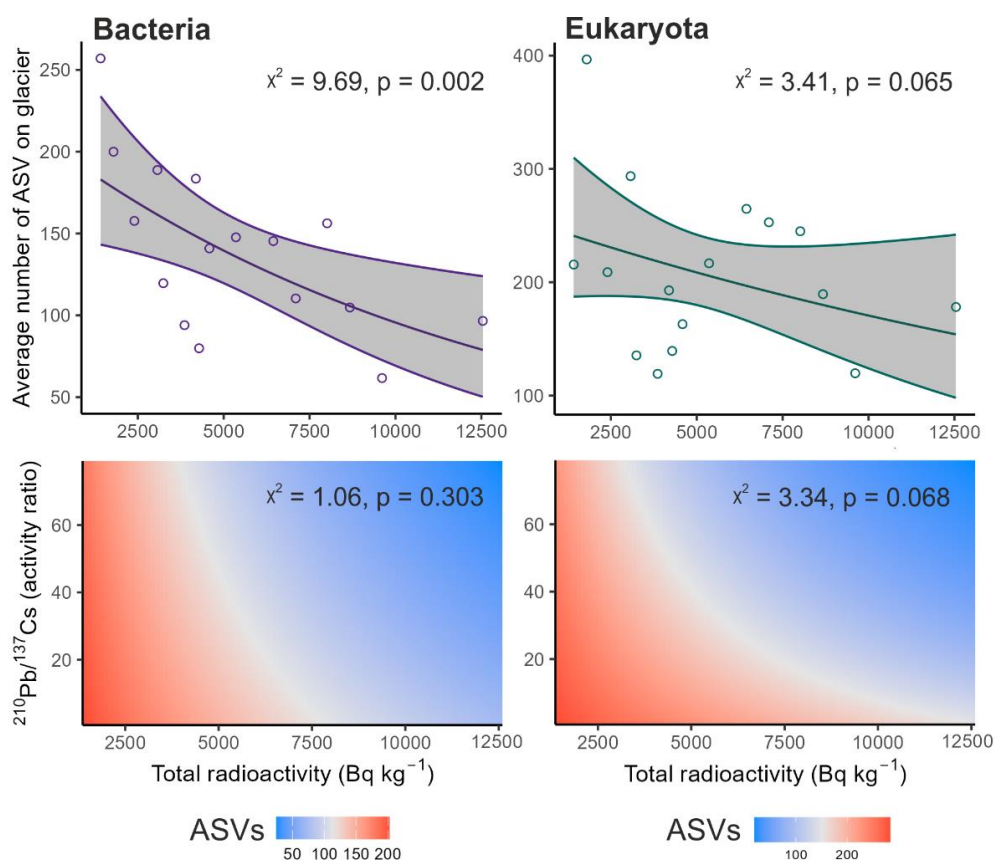 Bacteria
Eukaryota
Average number of ASV on glacier
250
200
150
100
50
χ² = 9.69, p = 0.002
2500 5000 7500 10000 12500
400
300
200
100
χ² = 3.41, p = 0.065
2500 5000 7500 10000 12500
²¹⁰Pb/¹³⁷Cs (activity ratio)
60
40
20
χ² = 1.06, p = 0.303
2500 5000 7500 10000 12500
Total radioactivity (Bq kg⁻¹)
60
40
20
χ² = 3.34, p = 0.068
2500 5000 7500 10000 12500
Total radioactivity (Bq kg⁻¹)
ASVs
50 100 150 200
ASVs
100 200